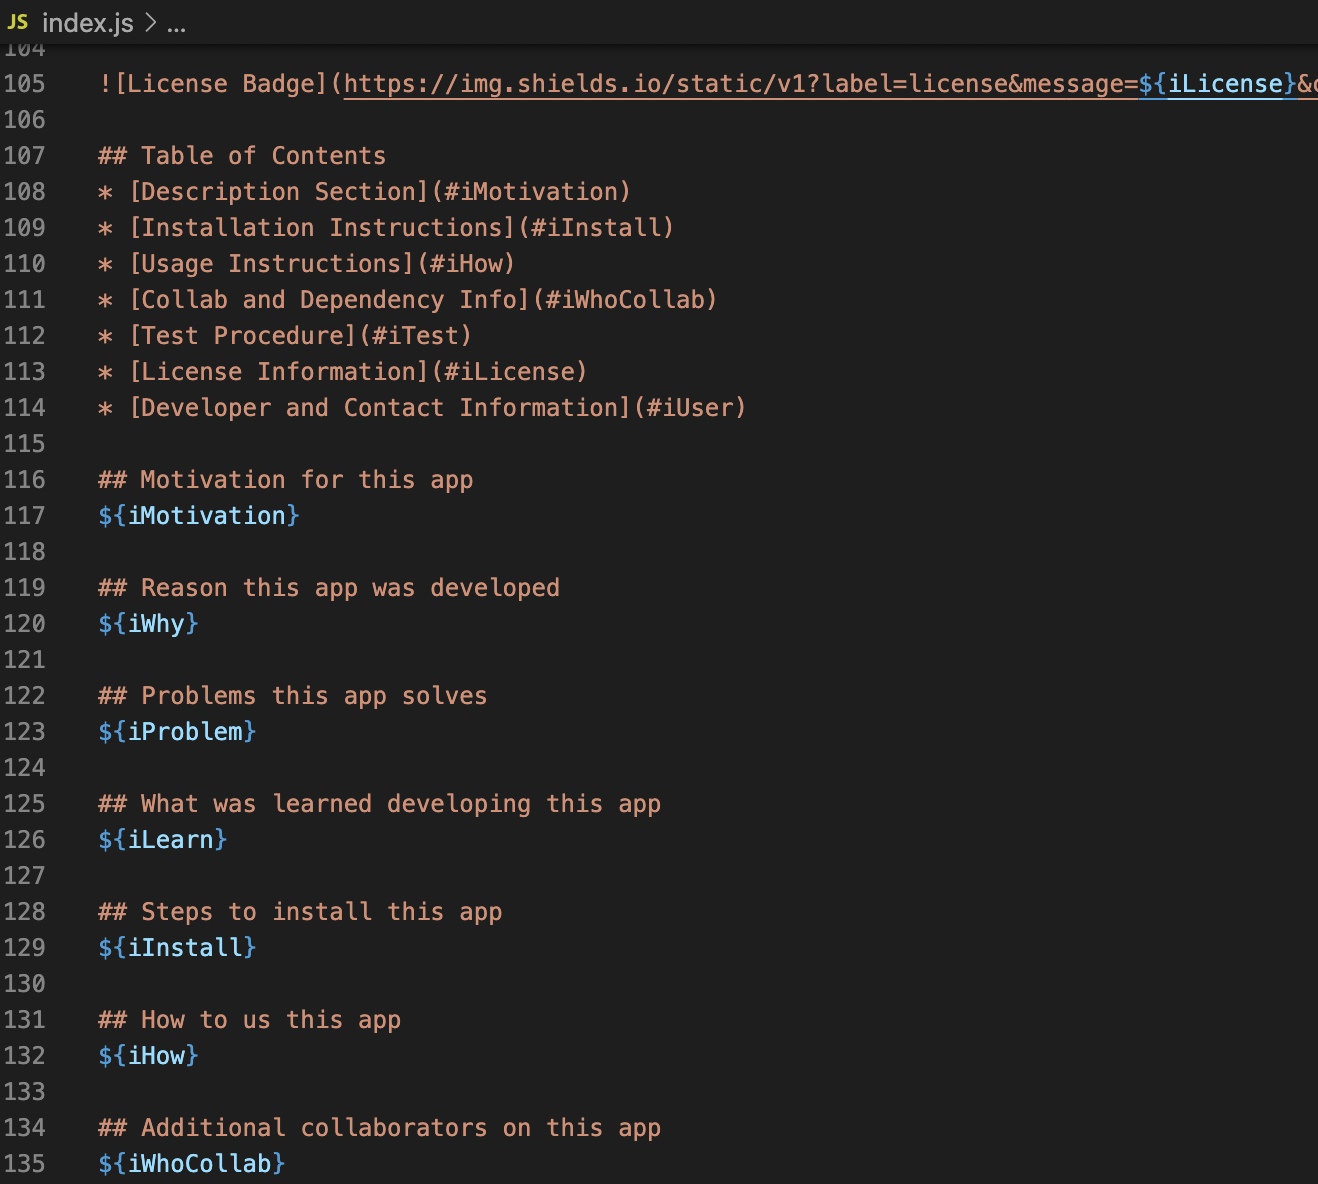 JS index.js > ...
104
105 ![License Badge](https://img.shields.io/static/v1?label=license&message=${iLicense}&
106
107 ## Table of Contents
108 * [Description Section](#iMotivation)
109 * [Installation Instructions](#iInstall)
110 * [Usage Instructions](#iHow)
111 * [Collab and Dependency Info](#iWhoCollab)
112 * [Test Procedure](#iTest)
113 * [License Information](#iLicense)
114 * [Developer and Contact Information](#iUser)
115
116 ## Motivation for this app
117 ${iMotivation}
118
119 ## Reason this app was developed
120 ${iWhy}
121
122 ## Problems this app solves
123 ${iProblem}
124
125 ## What was learned developing this app
126 ${iLearn}
127
128 ## Steps to install this app
129 ${iInstall}
130
131 ## How to us this app
132 ${iHow}
133
134 ## Additional collaborators on this app
135 ${iWhoCollab}